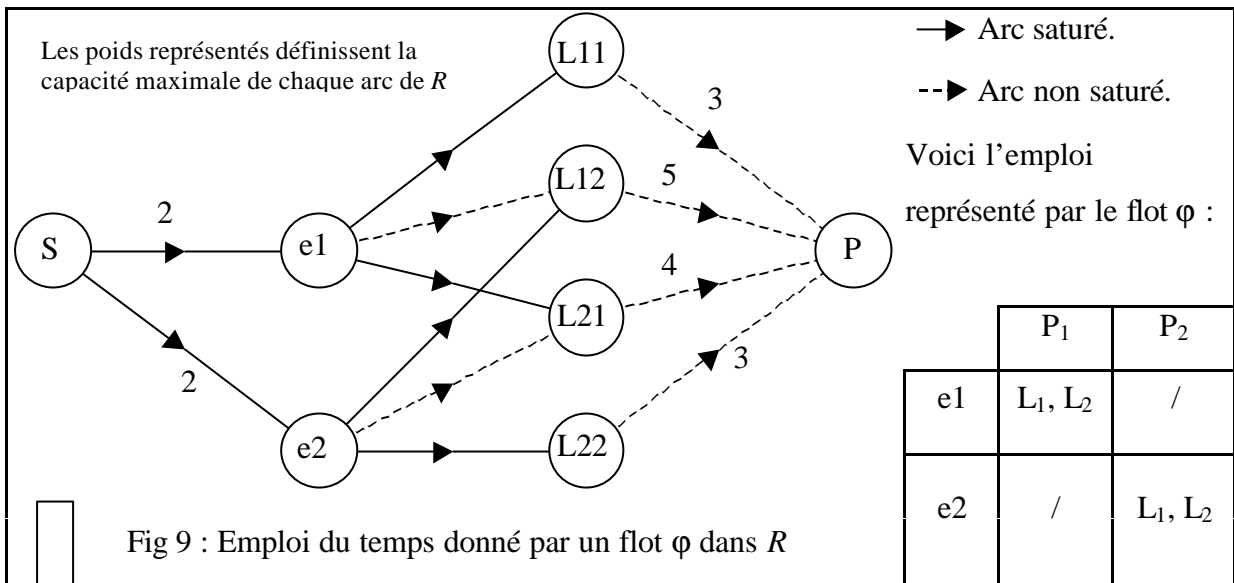 Les poids représentés définissent la
capacité maximale de chaque arc de R
L11
Arc saturé.
Arc non saturé.
3
Voici l'emploi
représenté par le flot φ :
L12
5
2
S
e1
P
4
L21
2
3
P1 P2
e1 L1, L2 /
e2
L22
e2 / L1, L2
Fig 9 : Emploi du temps donné par un flot φ dans R